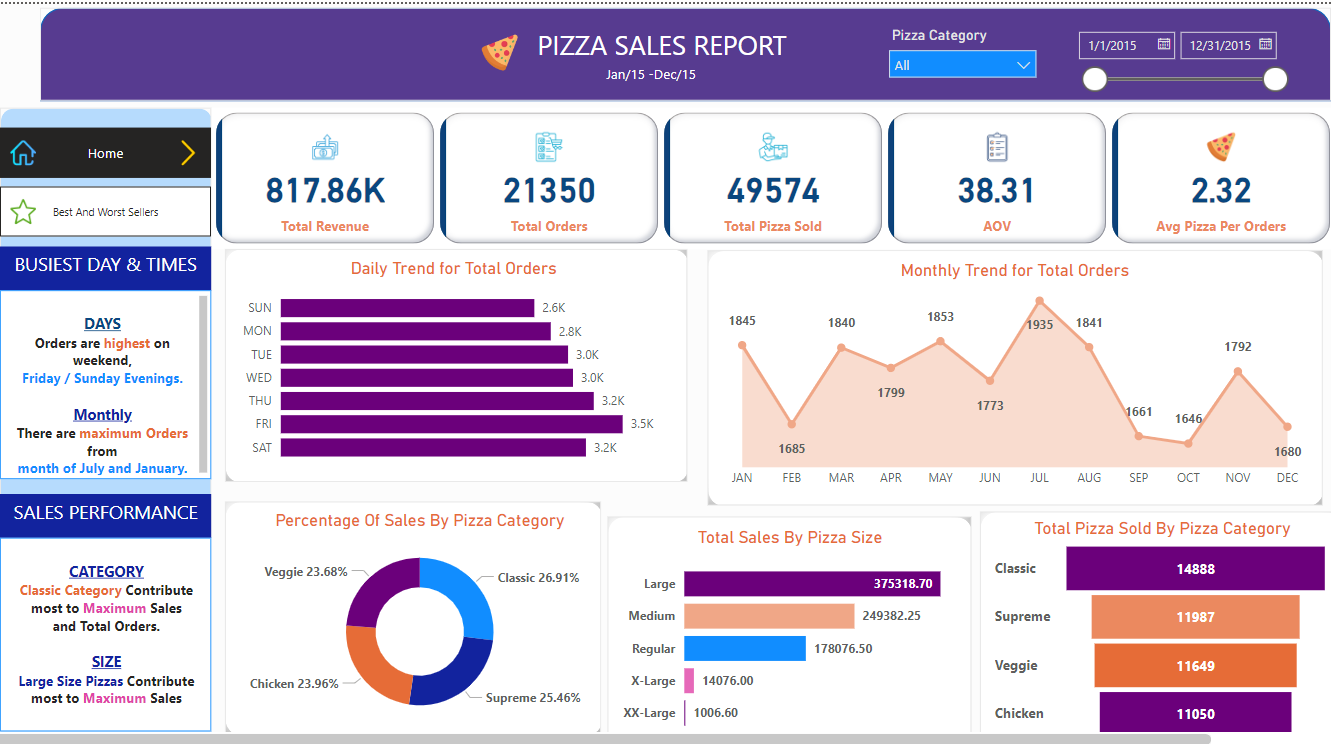 PIZZA SALES REPORT
Jan/15 -Dec/15
Pizza Category
All
1/1/2015
12/31/2015
Home
Best And Worst Sellers
817.86K
Total Revenue
21350
Total Orders
49574
Total Pizza Sold
38.31
AOV
2.32
Avg Pizza Per Orders
BUSIEST DAY & TIMES
DAYS
Orders are highest on
weekend,
Friday / Sunday Evenings.
Monthly
There are maximum Orders
from
month of July and January.
SALES PERFORMANCE
CATEGORY
Classic Category Contribute
most to Maximum Sales
and Total Orders.
SIZE
Large Size Pizzas Contribute
most to Maximum Sales
Daily Trend for Total Orders
SUN 2.6K
MON 2.8K
TUE 3.0K
WED 3.0K
THU 3.2K
FRI 3.5K
SAT 3.2K
Monthly Trend for Total Orders
1845
1685
1840
1799
1853
1773
1935
1841
1661
1646
1792
1680
JAN FEB MAR APR MAY JUN JUL AUG SEP OCT NOV DEC
Percentage Of Sales By Pizza Category
Veggie 23.68%
Classic 26.91%
Chicken 23.96%
Supreme 25.46%
Total Sales By Pizza Size
Large 375318.70
Medium 249382.25
Regular 178076.50
X-Large 14076.00
XX-Large 1006.60
Total Pizza Sold By Pizza Category
Classic 14888
Supreme 11987
Veggie 11649
Chicken 11050